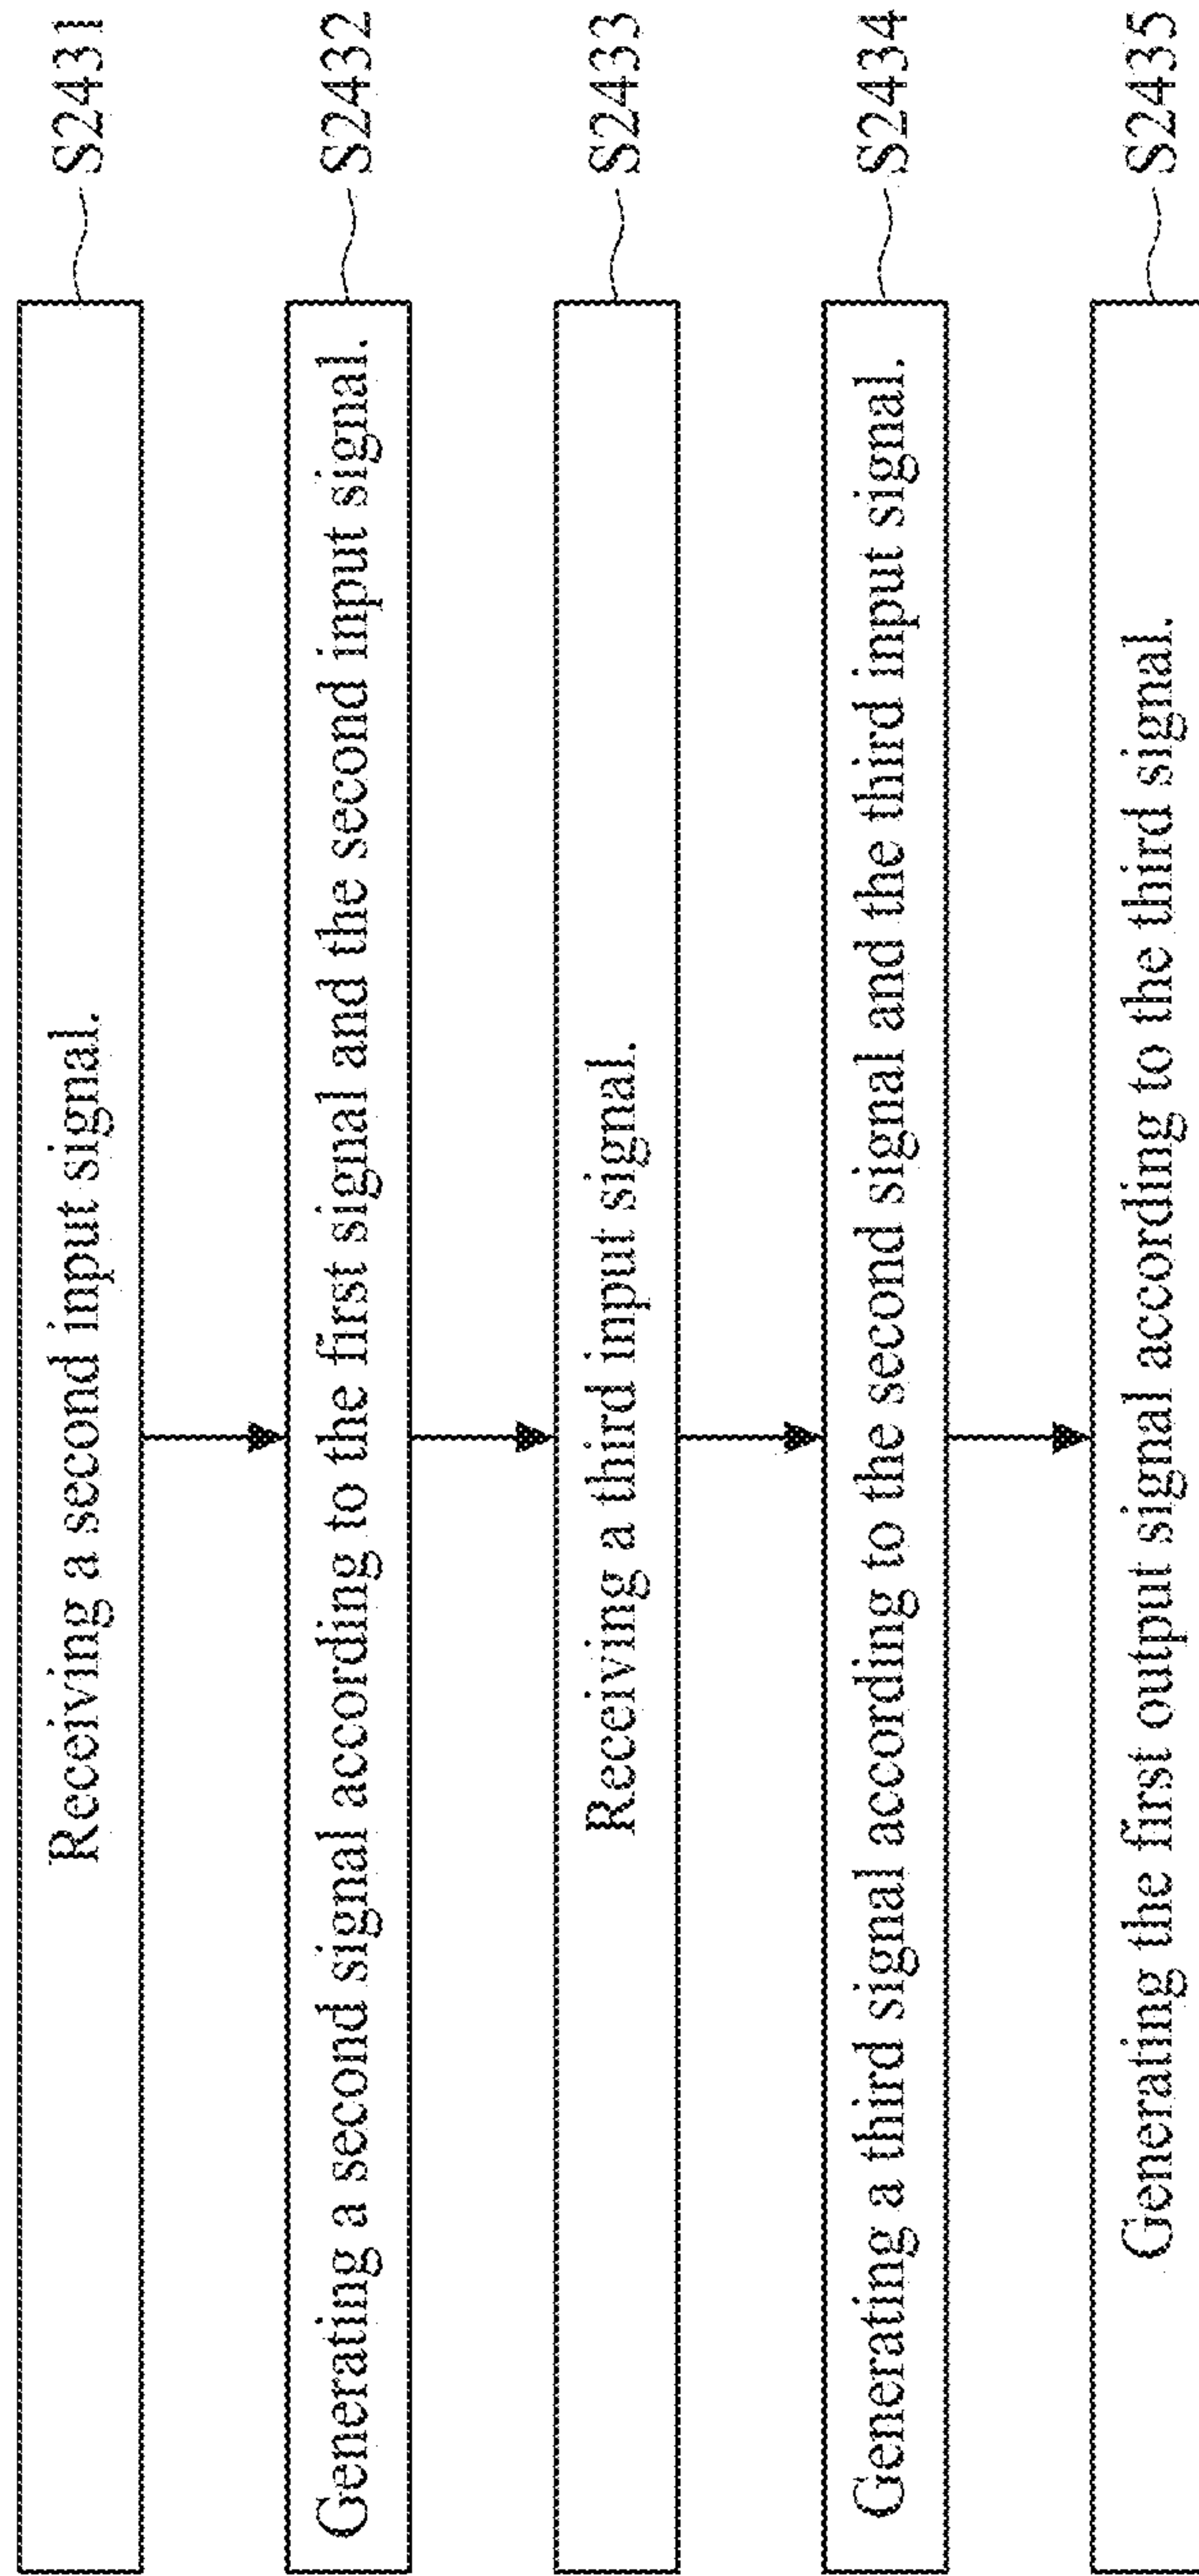 Receiving a second input signal.
S2431
Generating a second signal according to the first signal and the second input signal.
S2432
Receiving a third input signal.
S2433
Generating a third signal according to the second signal and the third input signal.
S2434
Generating the first output signal according to the third signal.
S2435